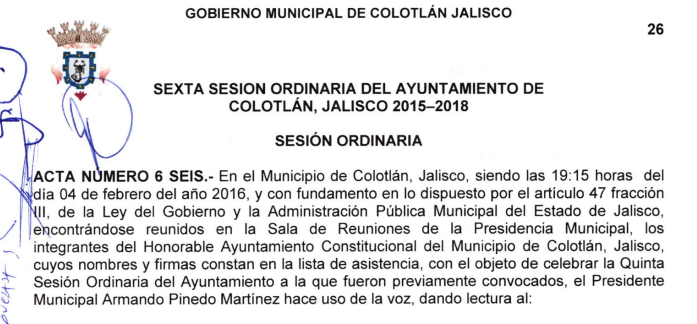 GOBIERNO MUNICIPAL DE COLOTLÁN JALISCO
26
SEXTA SESION ORDINARIA DEL AYUNTAMIENTO DE
COLOTLÁN, JALISCO 2015–2018
SESIÓN ORDINARIA
ACTA NÚMERO 6 SEIS.- En el Municipio de Colotlán, Jalisco, siendo las 19:15 horas del
día 04 de febrero del año 2016, y con fundamento en lo dispuesto por el artículo 47 fracción
III, de la Ley del Gobierno y la Administración Pública Municipal del Estado de Jalisco,
encontrándose reunidos en la Sala de Reuniones de la Presidencia Municipal, los
integrantes del Honorable Ayuntamiento Constitucional del Municipio de Colotlán, Jalisco,
cuyos nombres y firmas constan en la lista de asistencia, con el objeto de celebrar la Quinta
Sesión Ordinaria del Ayuntamiento a la que fueron previamente convocados, el Presidente
Municipal Armando Pinedo Martínez hace uso de la voz, dando lectura al: